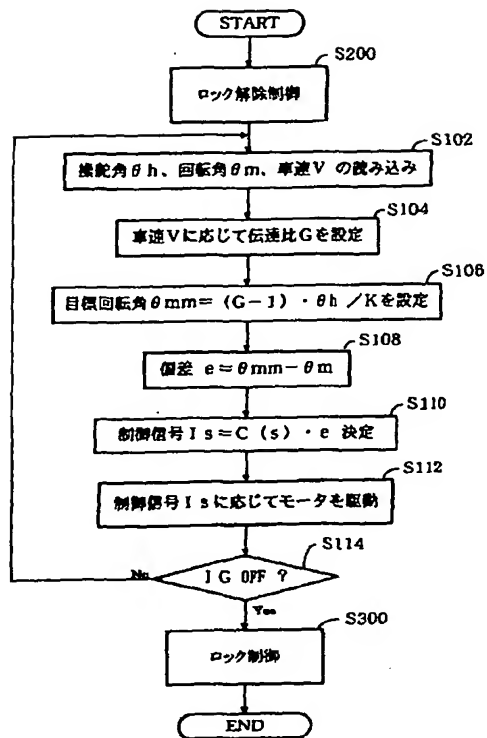 START
S200
ロック解除制御
S102
操舵角θh、回転角θm、車速V の読み込み
S104
車速Vに応じて伝達比Gを設定
S106
目標回転角θmm=(G-1)・θh/Kを設定
S108
偏差 e=θmm-θm
S110
制御信号Is=C(s)・e 決定
S112
制御信号Isに応じてモータを駆動
S114
IG OFF ?
No
Yes
S300
ロック制御
END